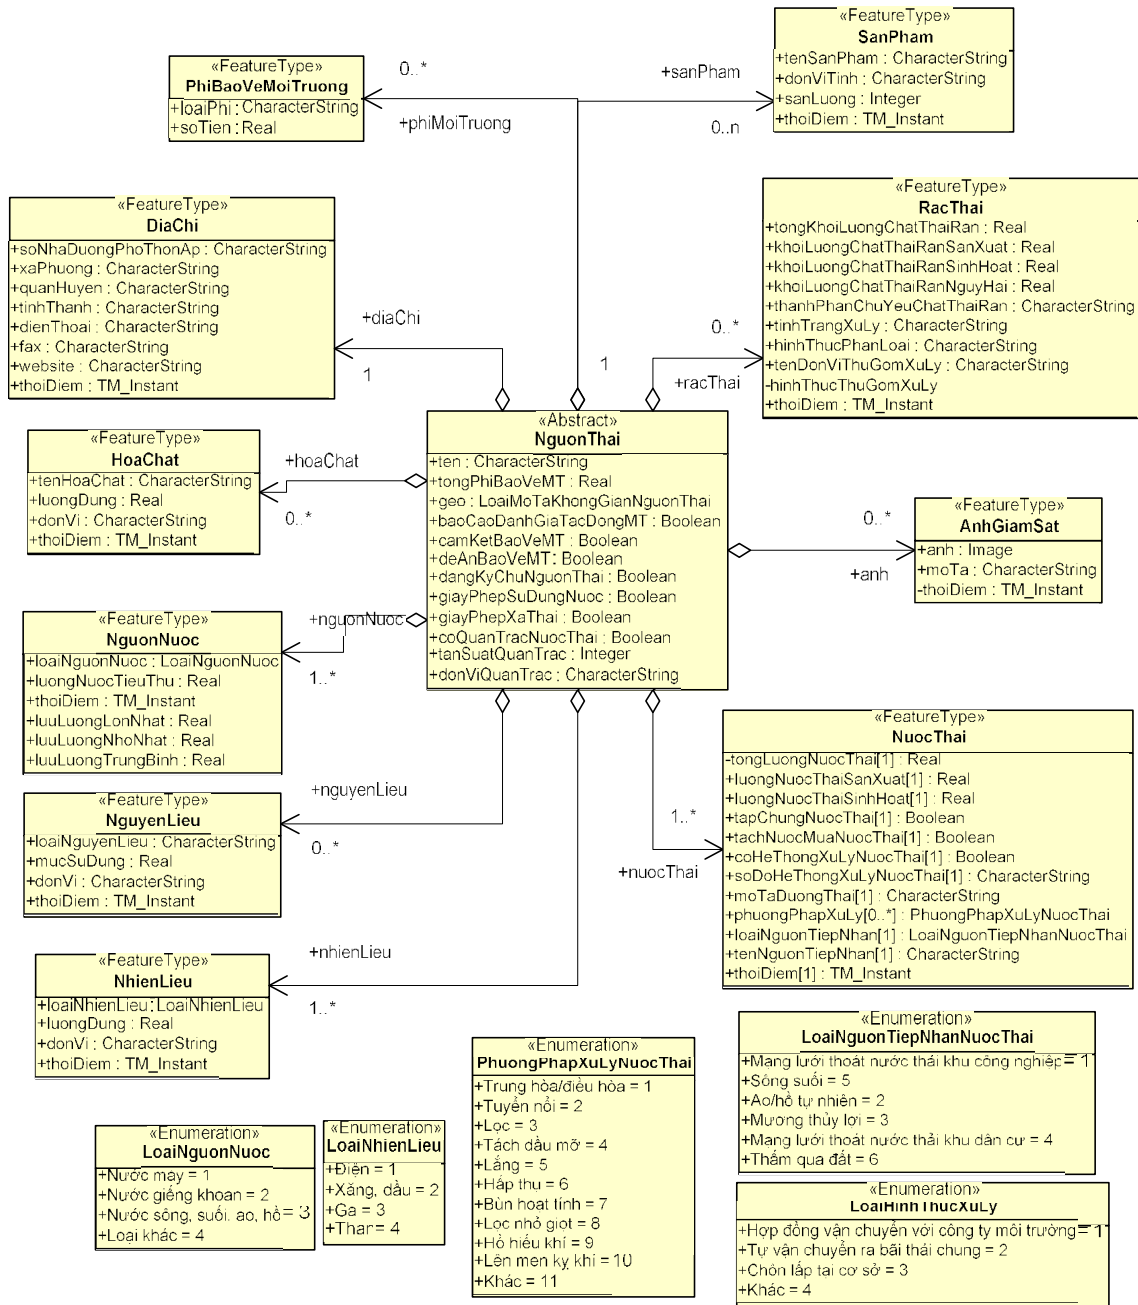 «FeatureType»
SanPham
+tenSanPham : CharacterString
+donViTinh : CharacterString
+sanLuong : Integer
+thoiDiem : TM_Instant
«FeatureType»
PhiBaoVeMoiTruong
+loaiPhi : CharacterString
+soTien : Real
0..*
+phiMoiTruong
+sanPham
0..n
«FeatureType»
DiaChi
+soNhaDuongPhoThonAp : CharacterString
+xaPhuong : CharacterString
+quanHuyen : CharacterString
+tinhThanh : CharacterString
+dienThoai : CharacterString
+fax : CharacterString
+website : CharacterString
+thoiDiem : TM_Instant
+diaChi
1
1
«FeatureType»
RacThai
+tongKhoiLuongChatThaiRan : Real
+khoiLuongChatThaiRanSanXuat : Real
+khoiLuongChatThaiRanSinhHoat : Real
+khoiLuongChatThaiRanNguyHai : Real
+thanhPhanChuYeuChatThaiRan : CharacterString
+tinhTrangXuLy : CharacterString
+hinhThucPhanLoai : CharacterString
+tenDonViThuGomXuLy : CharacterString
-hinhThucThuGomXuLy
+thoiDiem : TM_Instant
0..*
+racThai
«Abstract»
NguonThai
+ten : CharacterString
+tongPhiBaoVeMT : Real
+geo : LoaiMoTaKhongGianNguonThai
+baoCaoDanhGiaTacDongMT : Boolean
+camKetBaoVeMT : Boolean
+deAnBaoVeMT : Boolean
+dangKyChuNguonThai : Boolean
+giayPhepSuDungNuoc : Boolean
+giayPhepXaThai : Boolean
+coQuanTracNuocThai : Boolean
+tanSuatQuanTrac : Integer
+donViQuanTrac : CharacterString
«FeatureType»
HoaChat
+tenHoaChat : CharacterString
+luongDung : Real
+donVi : CharacterString
+thoiDiem : TM_Instant
+hoaChat
0..*
«FeatureType»
AnhGiamSat
+anh : Image
+moTa : CharacterString
-thoiDiem : TM_Instant
0..*
+anh
«FeatureType»
NguonNuoc
+loaiNguonNuoc : LoaiNguonNuoc
+luongNuocTieuThu : Real
+thoiDiem : TM_Instant
+luuLuongLonNhat : Real
+luuLuongNhoNhat : Real
+luuLuongTrungBinh : Real
+nguonNuoc
1..*
«FeatureType»
NuocThai
-tongLuongNuocThai[1] : Real
+luongNuocThaiSanXuat[1] : Real
+luongNuocThaiSinhHoat[1] : Real
+tapChungNuocThai[1] : Boolean
+tachNuocMuaNuocThai[1] : Boolean
+coHeThongXuLyNuocThai[1] : Boolean
+soDoHeThongXuLyNuocThai[1] : CharacterString
+moTaDuongThai[1] : CharacterString
+phuongPhapXuLy[0..*] : PhuongPhapXuLyNuocThai
+loaiNguonTiepNhan[1] : LoaiNguonTiepNhanNuocThai
+tenNguonTiepNhan[1] : CharacterString
+thoiDiem[1] : TM_Instant
1..*
+nuocThai
«FeatureType»
NguyenLieu
+loaiNguyenLieu : CharacterString
+mucSuDung : Real
+donVi : CharacterString
+thoiDiem : TM_Instant
+nguyenLieu
0..*
«FeatureType»
NhienLieu
+loaiNhienLieu : LoaiNhienLieu
+luongDung : Real
+donVi : CharacterString
+thoiDiem : TM_Instant
+nhienLieu
1..*
«Enumeration»
PhuongPhapXuLyNuocThai
+Trung hòa/điều hòa = 1
+Tuyển nổi = 2
+Lọc = 3
+Tách dầu mỡ = 4
+Lắng = 5
+Hấp thụ = 6
+Bùn hoạt tính = 7
+Lọc nhỏ giọt = 8
+Hồ hiếu khí = 9
+Lên men kỵ khí = 10
+Khác = 11
«Enumeration»
LoaiNguonTiepNhanNuocThai
+Mạng lưới thoát nước thải khu công nghiệp = 1
+Sông suối = 5
+Ao/hồ tự nhiên = 2
+Mương thủy lợi = 3
+Mạng lưới thoát nước thải khu dân cư = 4
+Thấm qua đất = 6
«Enumeration»
LoaiNguonNuoc
+Nước máy = 1
+Nước giếng khoan = 2
+Nước sông, suối, ao, hồ = 3
+Loại khác = 4
«Enumeration»
LoaiNhienLieu
+Điện = 1
+Xăng, dầu = 2
+Ga = 3
+Than = 4
«Enumeration»
LoaiHinhThucXuLy
+Hợp đồng vận chuyển với công ty môi trường = 1
+Tự vận chuyển ra bãi thải chung = 2
+Chôn lấp tại cơ sở = 3
+Khác = 4